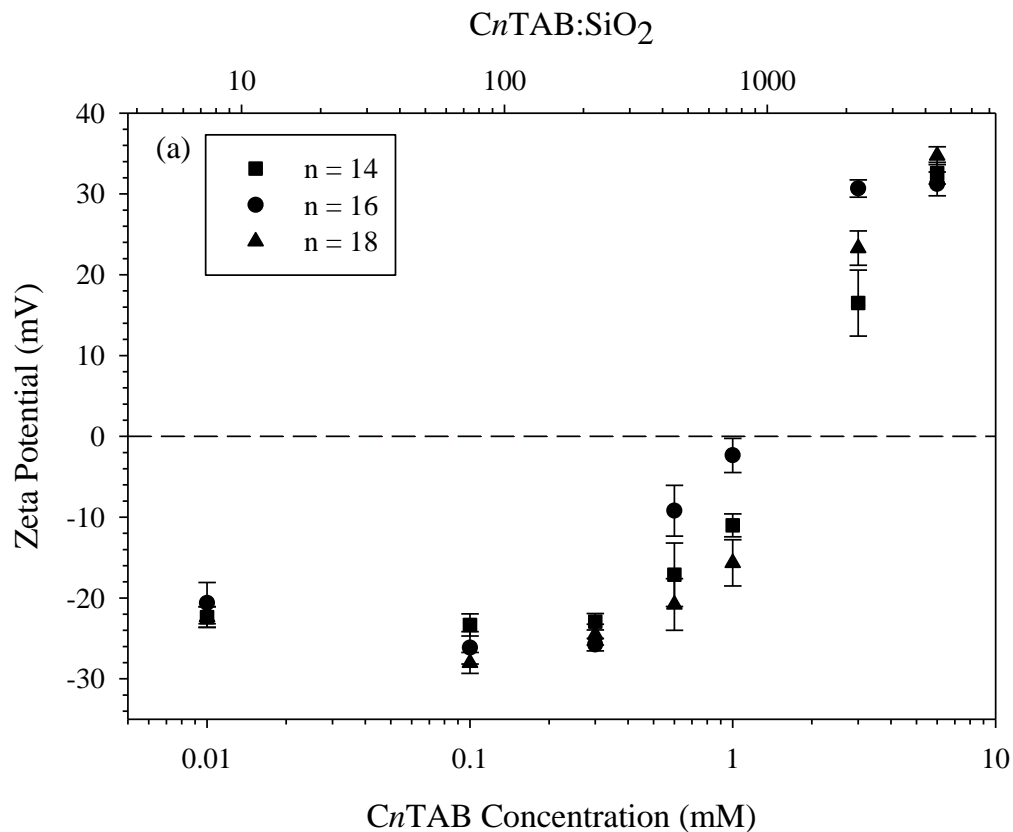 CnTAB:SiO2
10 100 1000
(a)
n = 14
n = 16
n = 18
Zeta Potential (mV)
40
30
20
10
0
-10
-20
-30
0.01 0.1 1 10
CnTAB Concentration (mM)